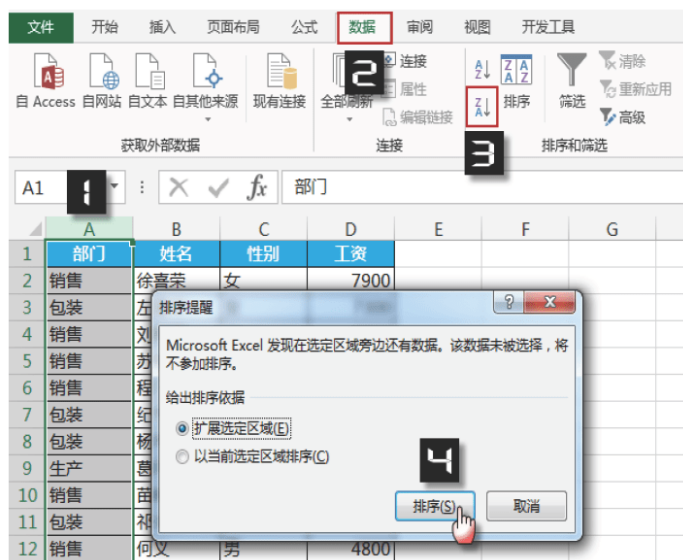 文件 开始 插入 页面布局 公式 数据 审阅 视图 开发工具
自 Access 自网站 自文本 自其他来源 现有连接 全部刷新 连接 属性 编辑链接 排序 筛选 清除 重新应用 高级
获取外部数据 连接 排序和筛选
2
3
A1 1 fx 部门
A B C D E F G
1 部门 姓名 性别 工资
2 销售 徐喜荣 女 7900
3 包装 左
4 销售 刘
5 销售 苏
6 销售 程
7 包装 纪
8 包装 杨
9 生产 葛
10 销售 苗
11 包装 祁
12 销售 何义 男 4800
排序提醒
Microsoft Excel 发现在选定区域旁边还有数据。该数据未被选择，将
不参加排序。
给出排序依据
扩展选定区域(E)
以当前选定区域排序(C)
4
排序(S) 取消